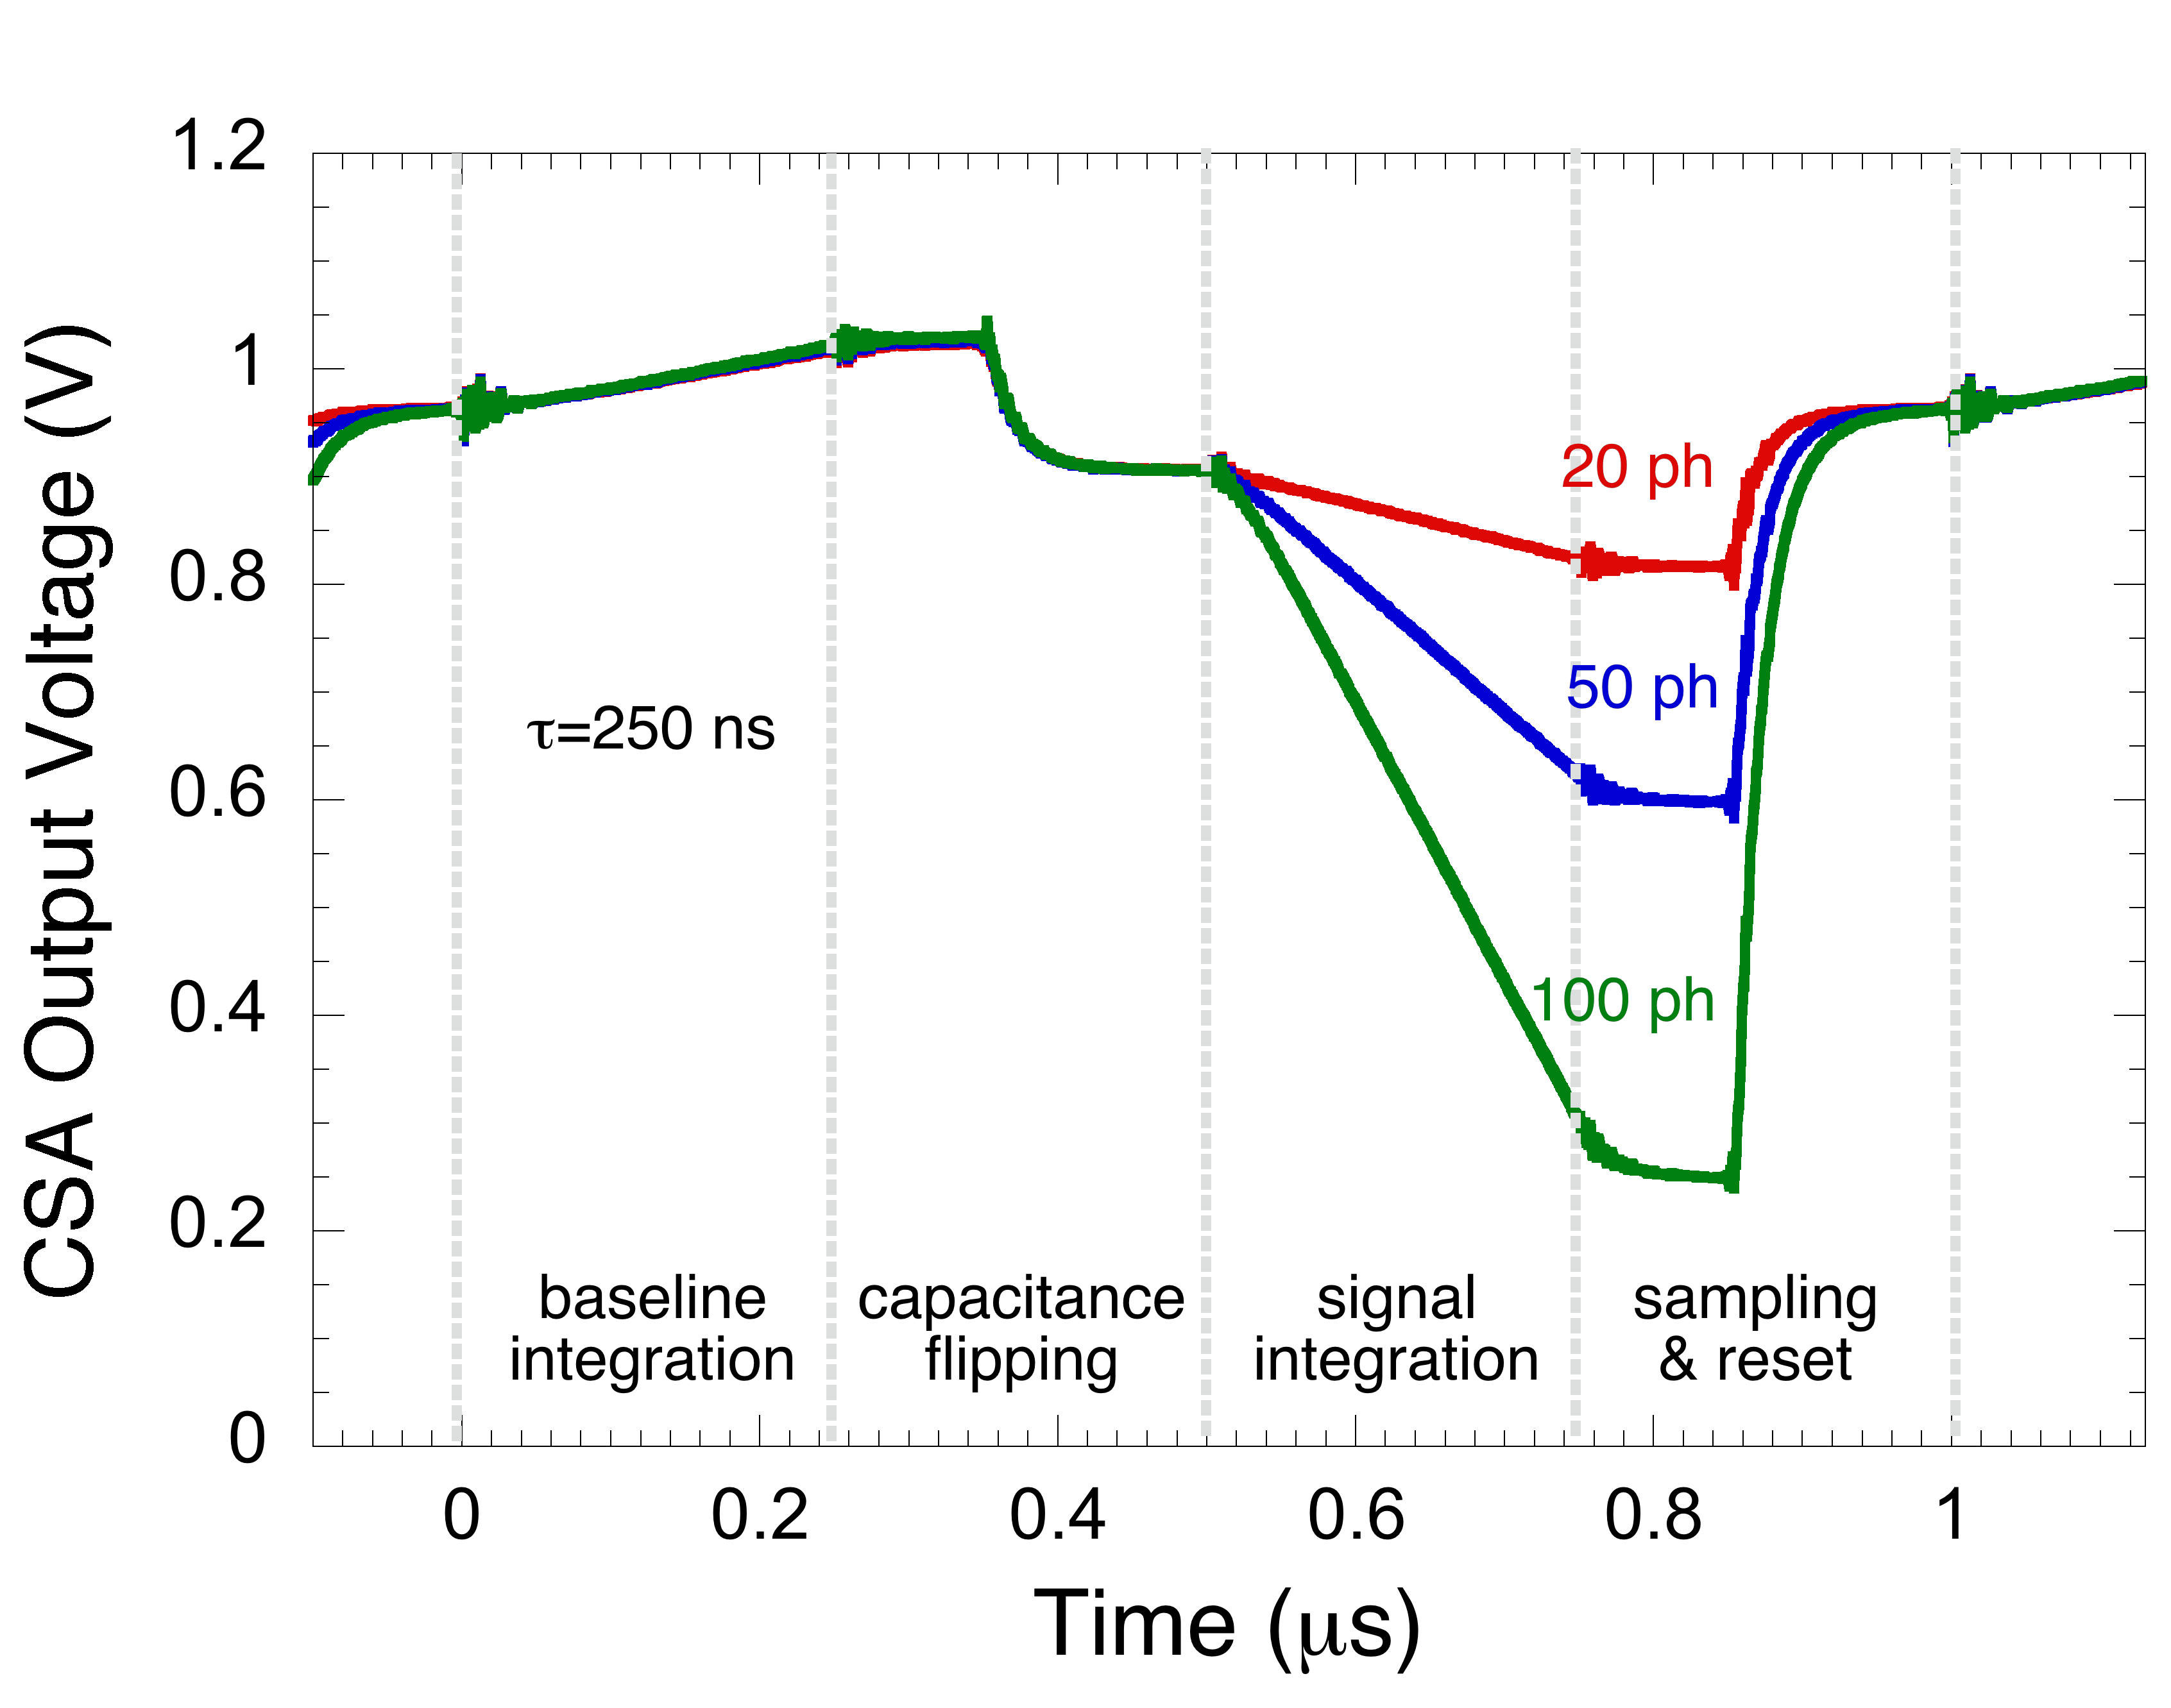 1.2
1
0.8
0.6
0.4
0.2
0
CSA Output Voltage (V)
20 ph
50 ph
τ=250 ns
100 ph
baseline
integration
capacitance
flipping
signal
integration
sampling
& reset
0
0.2
0.4
0.6
0.8
1
Time (μs)